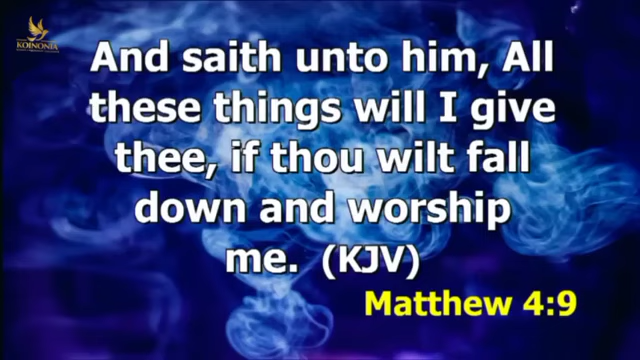 KOINONIA
And saith unto him, All
these things will I give
thee, if thou wilt fall
down and worship
me. (KJV)
Matthew 4:9